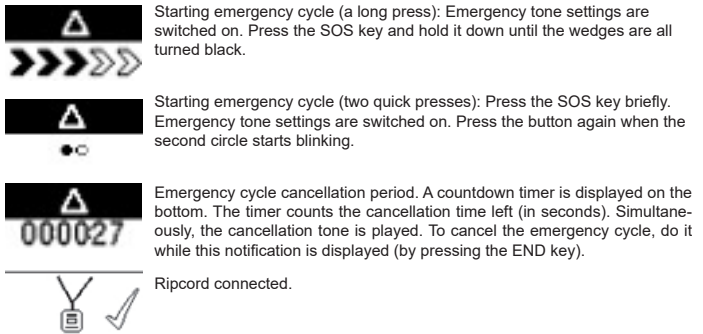 Starting emergency cycle (a long press): Emergency tone settings are
switched on. Press the SOS key and hold it down until the wedges are all
turned black.
Starting emergency cycle (two quick presses): Press the SOS key briefly.
Emergency tone settings are switched on. Press the button again when the
second circle starts blinking.
Emergency cycle cancellation period. A countdown timer is displayed on the
bottom. The timer counts the cancellation time left (in seconds). Simultane-
ously, the cancellation tone is played. To cancel the emergency cycle, do it
000027
while this notification is displayed (by pressing the END key).
Ripcord connected.